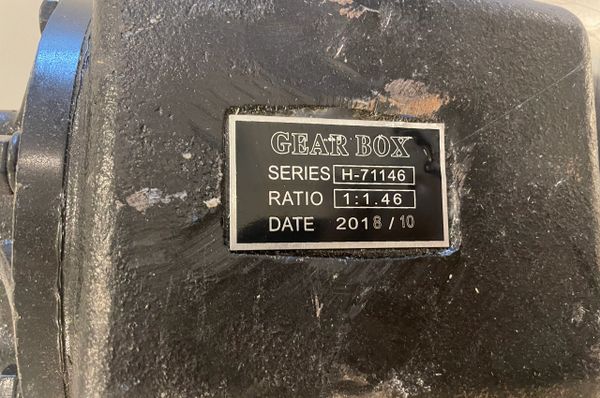 GEAR BOX
SERIES H-71146
RATIO 1:1.46
DATE 2018/10